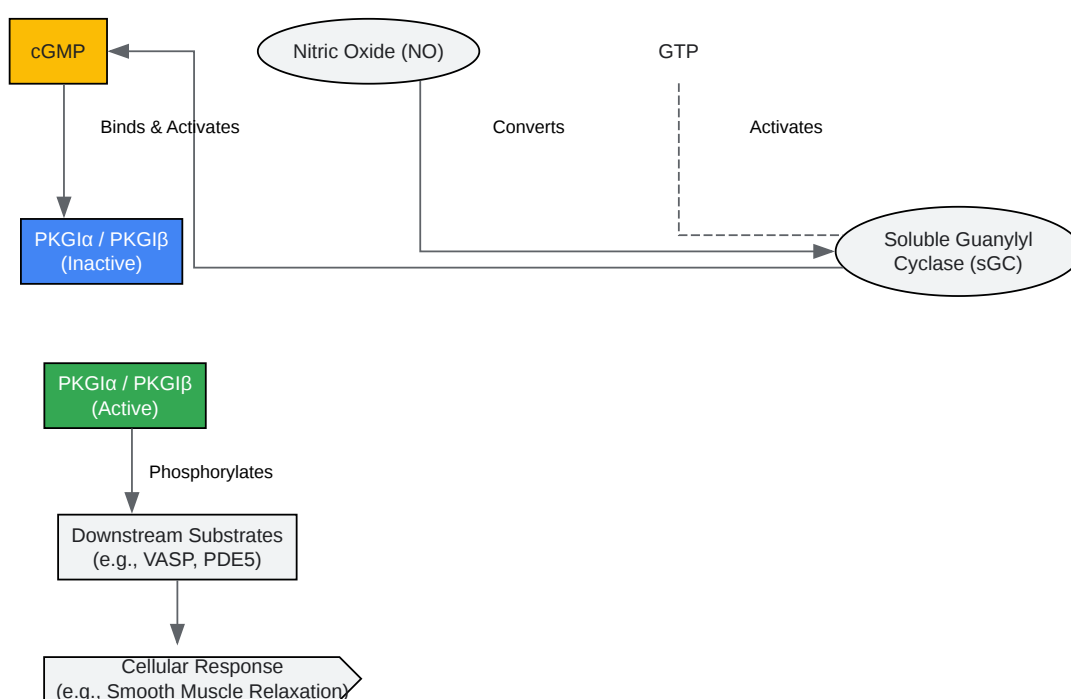 cGMP
Nitric Oxide (NO)
GTP
Binds & Activates
Converts
Activates
PKGIα / PKGIβ
(Inactive)
Soluble Guanylyl
Cyclase (sGC)
PKGIα / PKGIβ
(Active)
Phosphorylates
Downstream Substrates
(e.g., VASP, PDE5)
Cellular Response
(e.g., Smooth Muscle Relaxation)